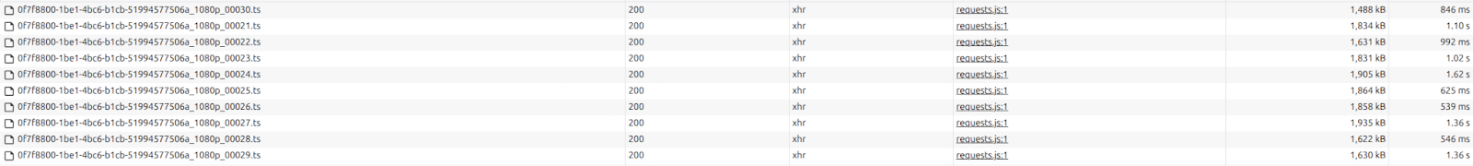 0f7f8800-1be1-4bc6-b1cb-51994577506a_1080p_00030.ts 200 xhr requests.js:1 1,488 kB 846 ms
0f7f8800-1be1-4bc6-b1cb-51994577506a_1080p_00021.ts 200 xhr requests.js:1 1,834 kB 1.10 s
0f7f8800-1be1-4bc6-b1cb-51994577506a_1080p_00022.ts 200 xhr requests.js:1 1,631 kB 992 ms
0f7f8800-1be1-4bc6-b1cb-51994577506a_1080p_00023.ts 200 xhr requests.js:1 1,831 kB 1.02 s
0f7f8800-1be1-4bc6-b1cb-51994577506a_1080p_00024.ts 200 xhr requests.js:1 1,905 kB 1.62 s
0f7f8800-1be1-4bc6-b1cb-51994577506a_1080p_00025.ts 200 xhr requests.js:1 1,864 kB 625 ms
0f7f8800-1be1-4bc6-b1cb-51994577506a_1080p_00026.ts 200 xhr requests.js:1 1,858 kB 539 ms
0f7f8800-1be1-4bc6-b1cb-51994577506a_1080p_00027.ts 200 xhr requests.js:1 1,935 kB 1.36 s
0f7f8800-1be1-4bc6-b1cb-51994577506a_1080p_00028.ts 200 xhr requests.js:1 1,622 kB 546 ms
0f7f8800-1be1-4bc6-b1cb-51994577506a_1080p_00029.ts 200 xhr requests.js:1 1,630 kB 1.36 s